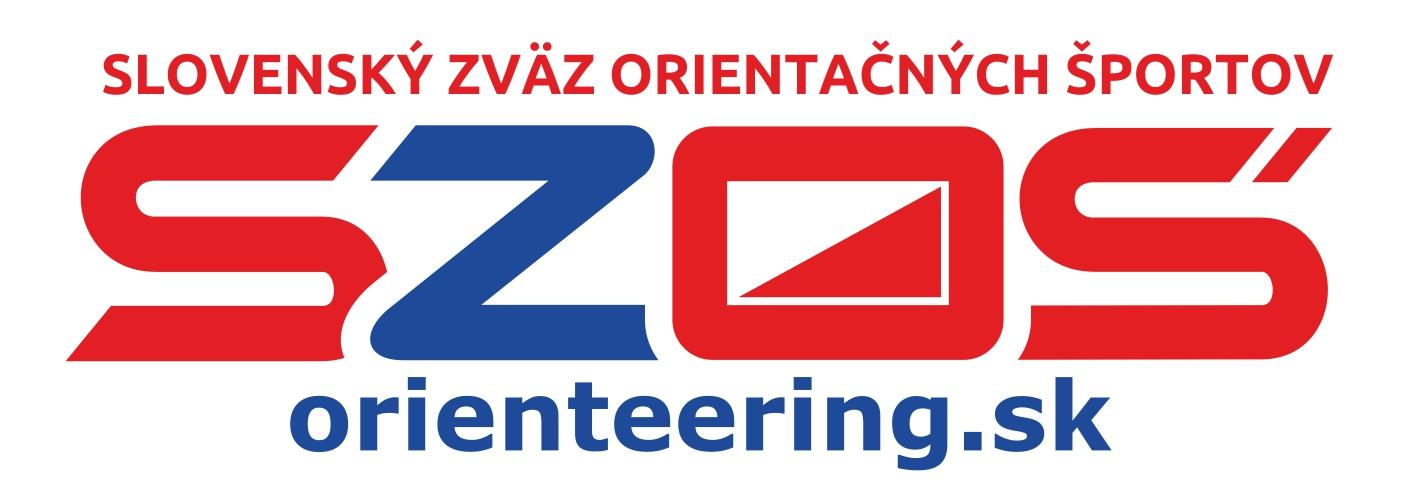 SLOVENSKÝ ZVÄZ ORIENTAČNÝCH ŠPORTOV
SZOŠ
orienteering.sk